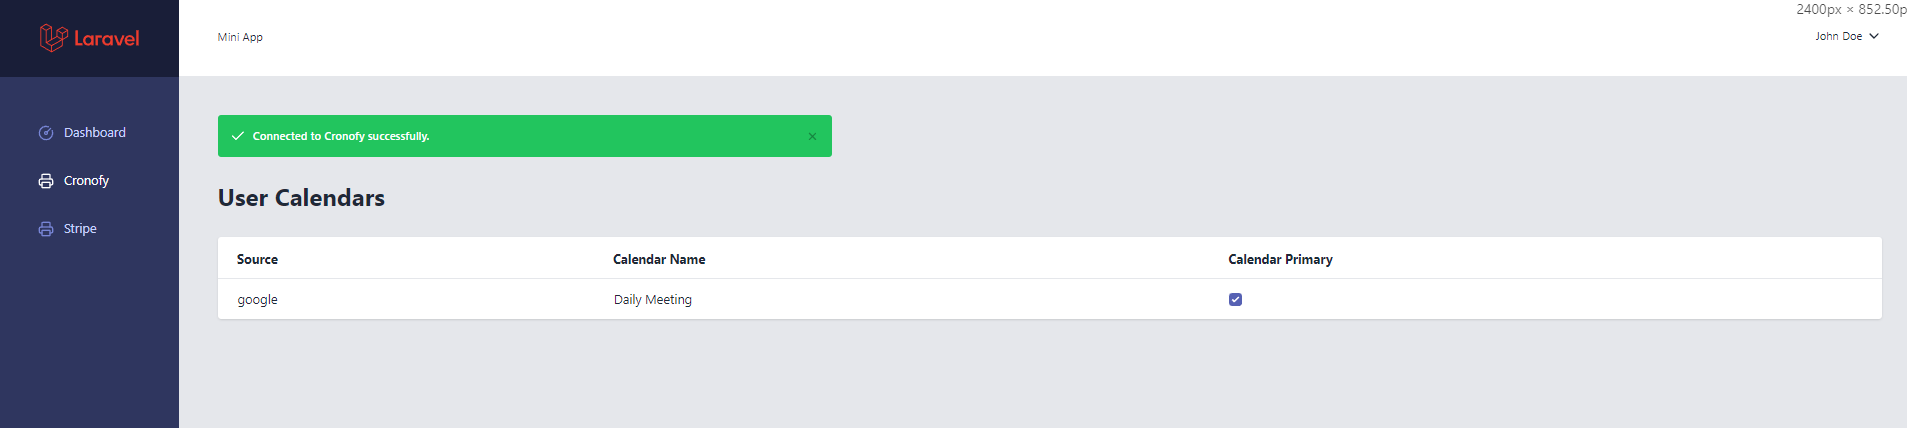 2400px × 852.50p
Laravel
Mini App
John Doe
Dashboard
Cronofy
Stripe
Connected to Cronofy successfully.
User Calendars
Source Calendar Name Calendar Primary
google Daily Meeting